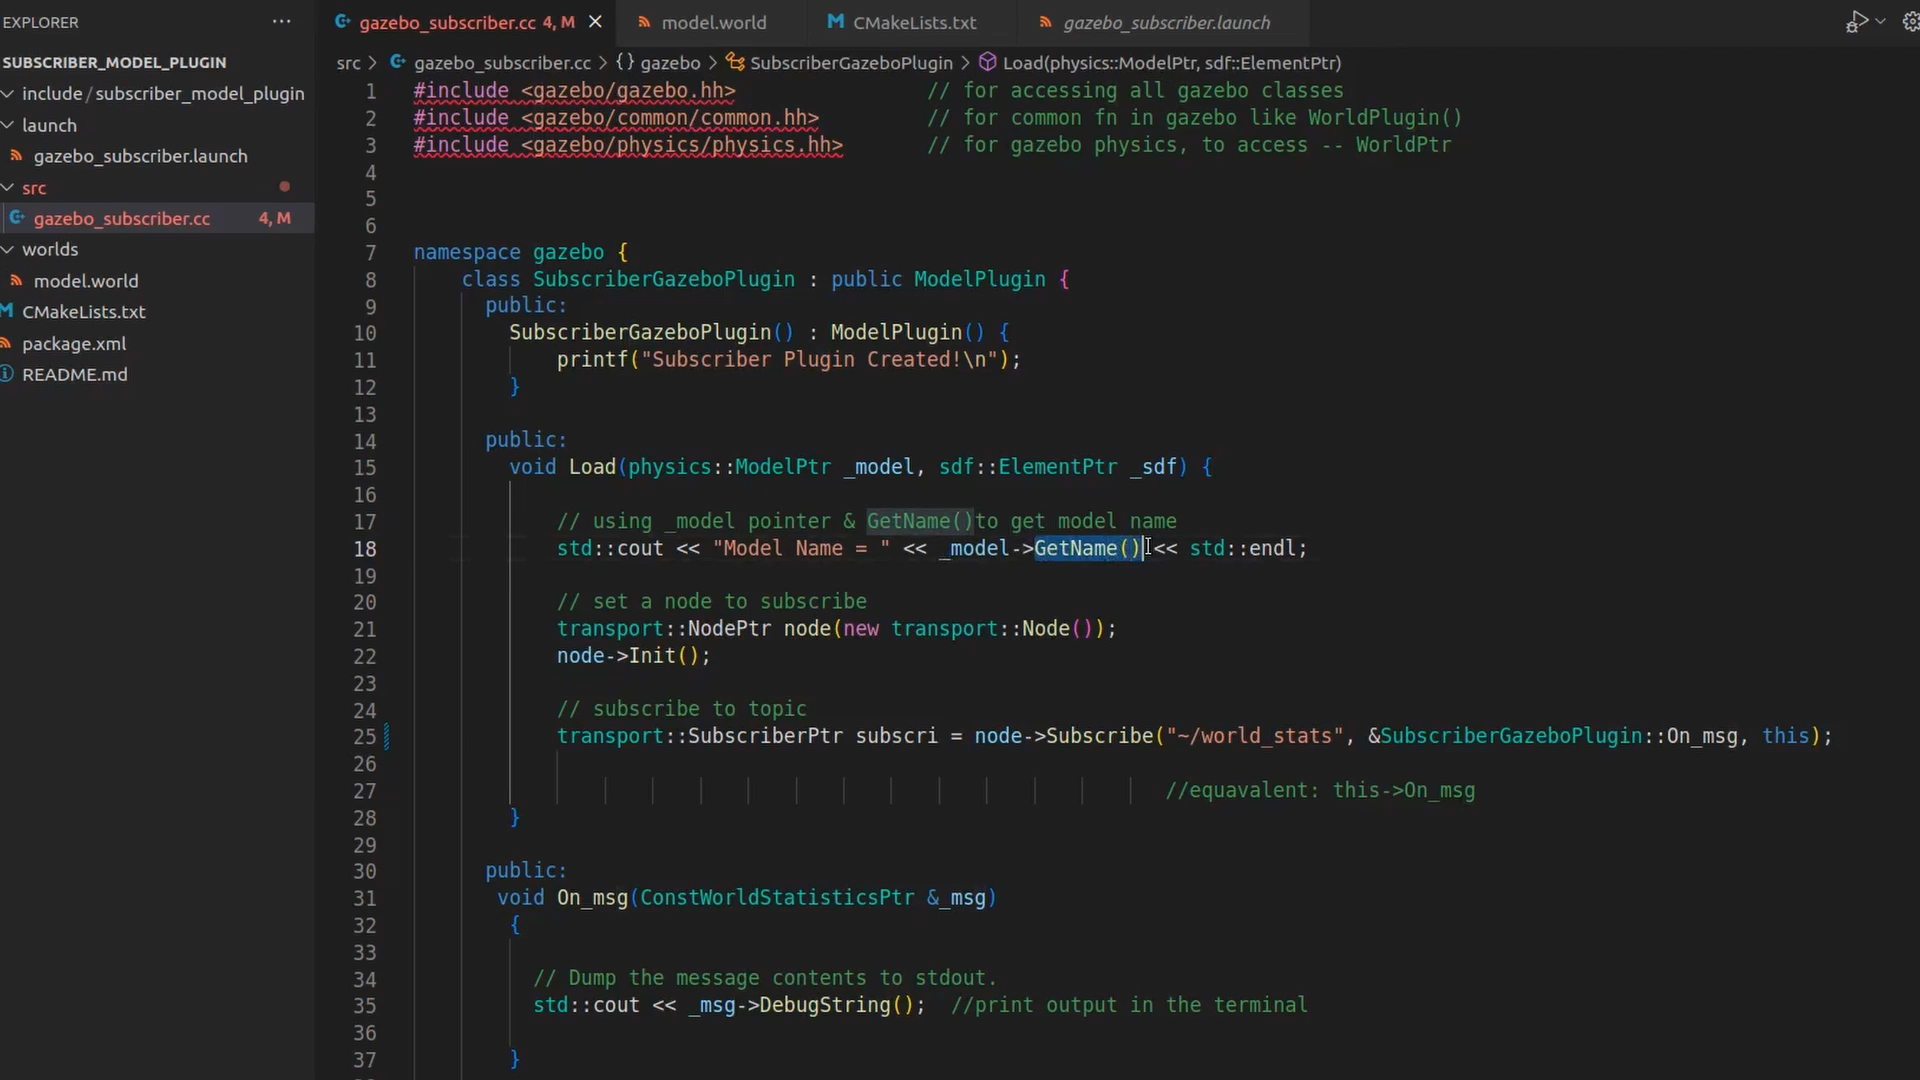 EXPLORER
SUBSCRIBER_MODEL_PLUGIN
include/subscriber_model_plugin
launch
gazebo_subscriber.launch
src
gazebo_subscriber.cc 4, M
worlds
model.world
CMakeLists.txt
package.xml
README.md
gazebo_subscriber.cc 4, M
model.world
CMakeLists.txt
gazebo_subscriber.launch
src > gazebo_subscriber.cc > {} gazebo > SubscriberGazeboPlugin > Load(physics::ModelPtr, sdf::ElementPtr)
1 #include <gazebo/gazebo.hh> // for accessing all gazebo classes
2 #include <gazebo/common/common.hh> // for common fn in gazebo like WorldPlugin()
3 #include <gazebo/physics/physics.hh> // for gazebo physics, to access -- WorldPtr
4
5
6
7 namespace gazebo {
8 class SubscriberGazeboPlugin : public ModelPlugin {
9 public:
10 SubscriberGazeboPlugin() : ModelPlugin() {
11 printf("Subscriber Plugin Created!\n");
12 }
13
14 public:
15 void Load(physics::ModelPtr _model, sdf::ElementPtr _sdf) {
16
17 // using _model pointer & GetName()to get model name
18 std::cout << "Model Name = " << _model->GetName() << std::endl;
19
20 // set a node to subscribe
21 transport::NodePtr node(new transport::Node());
22 node->Init();
23
24 // subscribe to topic
25 transport::SubscriberPtr subscri = node->Subscribe("~/world_stats", &SubscriberGazeboPlugin::On_msg, this);
26
27 //equavalent: this->On_msg
28 }
29
30 public:
31 void On_msg(ConstWorldStatisticsPtr &_msg)
32 {
33
34 // Dump the message contents to stdout.
35 std::cout << _msg->DebugString(); //print output in the terminal
36
37 }